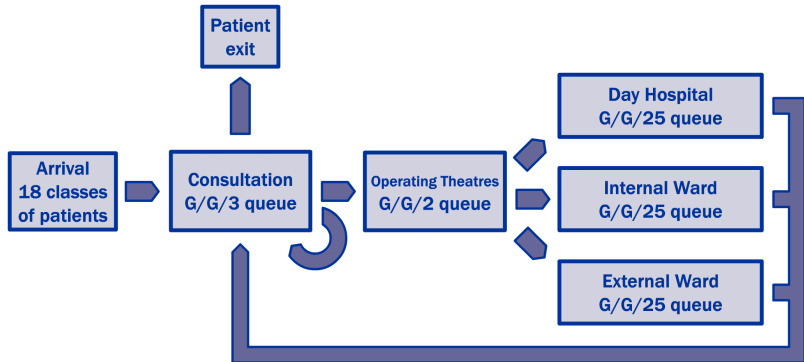 Patient
exit
Arrival
18 classes
of patients
Consultation
G/G/3 queue
Operating Theatres
G/G/2 queue
Day Hospital
G/G/25 queue
Internal Ward
G/G/25 queue
External Ward
G/G/25 queue